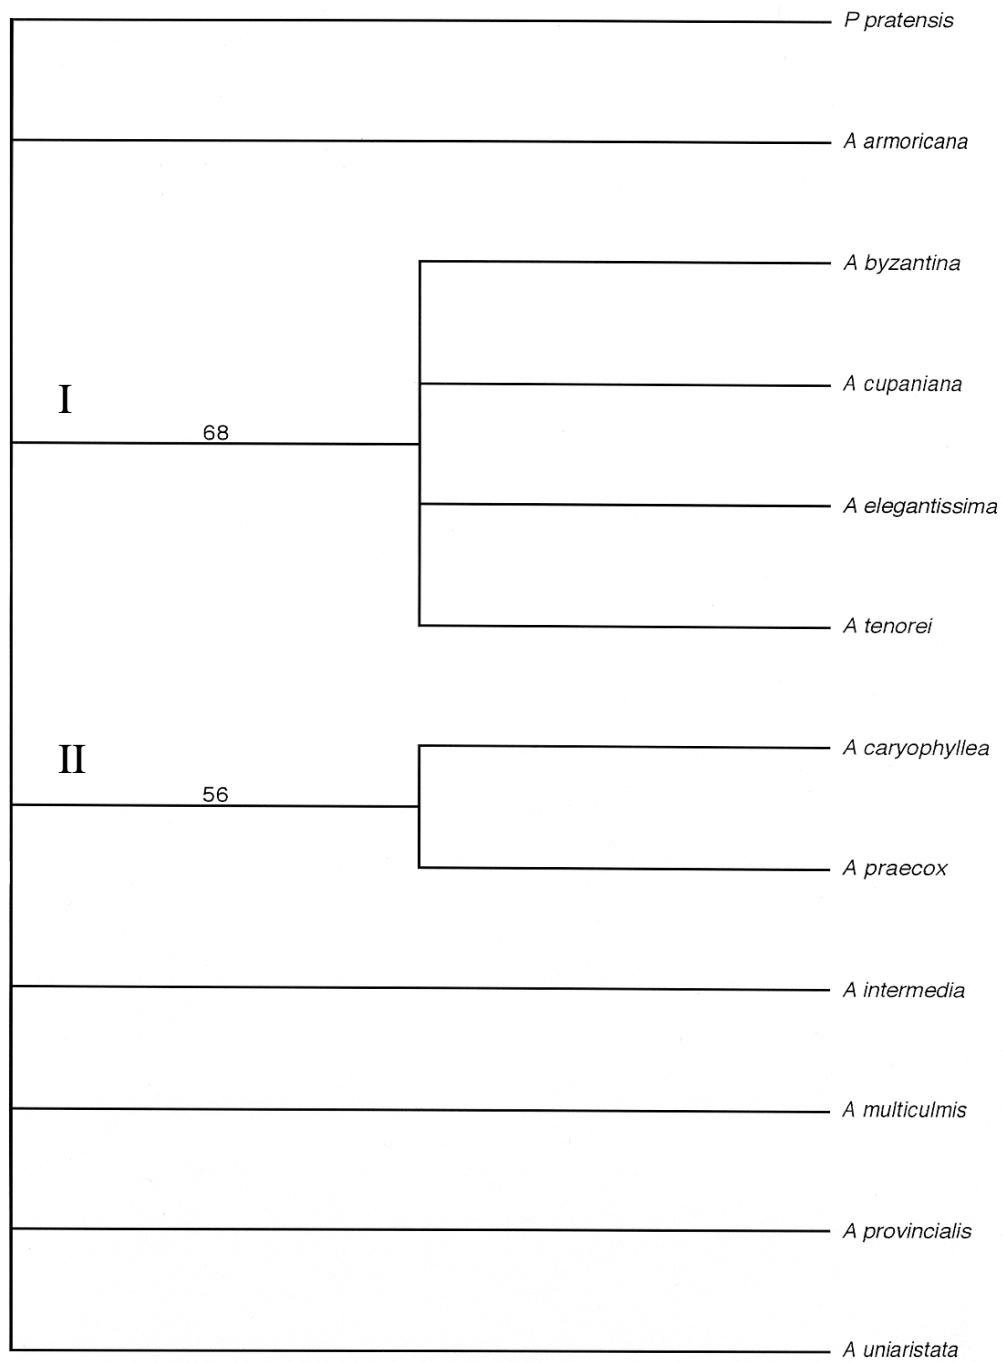 P pratensis
A armoricana
A byzantina
I
A cupaniana
68
A elegantissima
A tenorei
II
A caryophyllea
56
A praecox
A intermedia
A multiculmis
A provincialis
A uniaristata